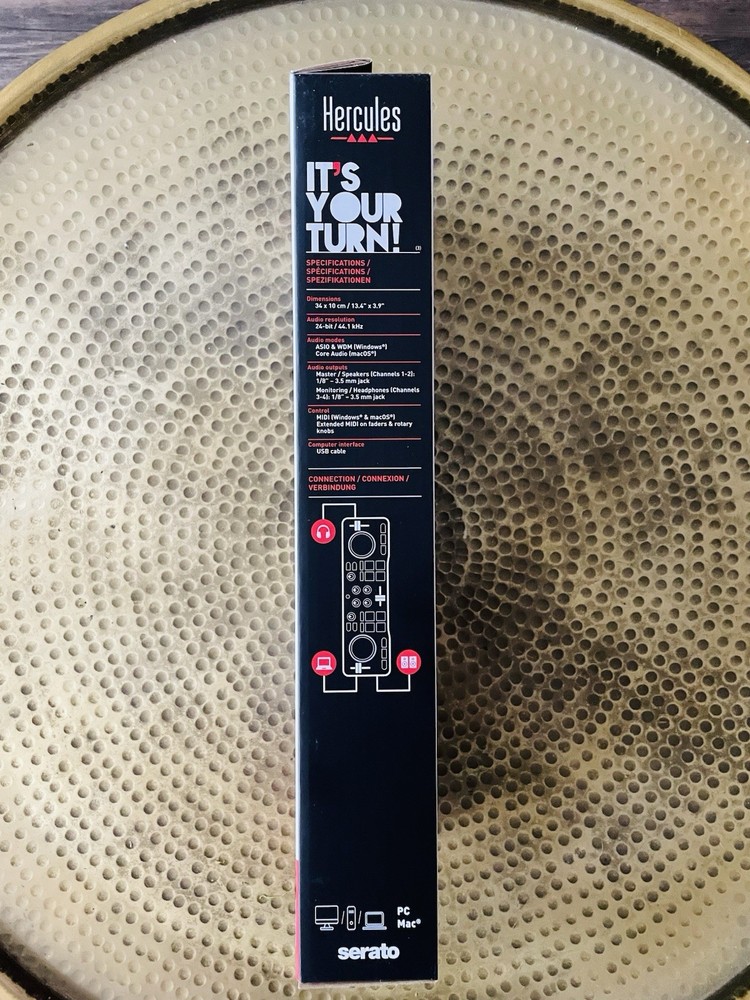 Hercules
IT'S
YOUR
TURN!
(3)
SPECIFICATIONS /
SPÉCIFICATIONS /
SPEZIFIKATIONEN
Dimensions
34 x 10 cm / 13.4" x 3.9"
Audio resolution
24-bit / 44.1 kHz
Audio modes
ASIO & WDM (Windows®)
Core Audio (macOS®)
Audio outputs
Master / Speakers (Channels 1-2):
1/8" – 3.5 mm jack
Monitoring / Headphones (Channels
3-4): 1/8" – 3.5 mm jack
Control
MIDI (Windows® & macOS®)
Extended MIDI on faders & rotary
knobs
Computer interface
USB cable
CONNECTION / CONNEXION /
VERBINDUNG
PC
Mac®
serato